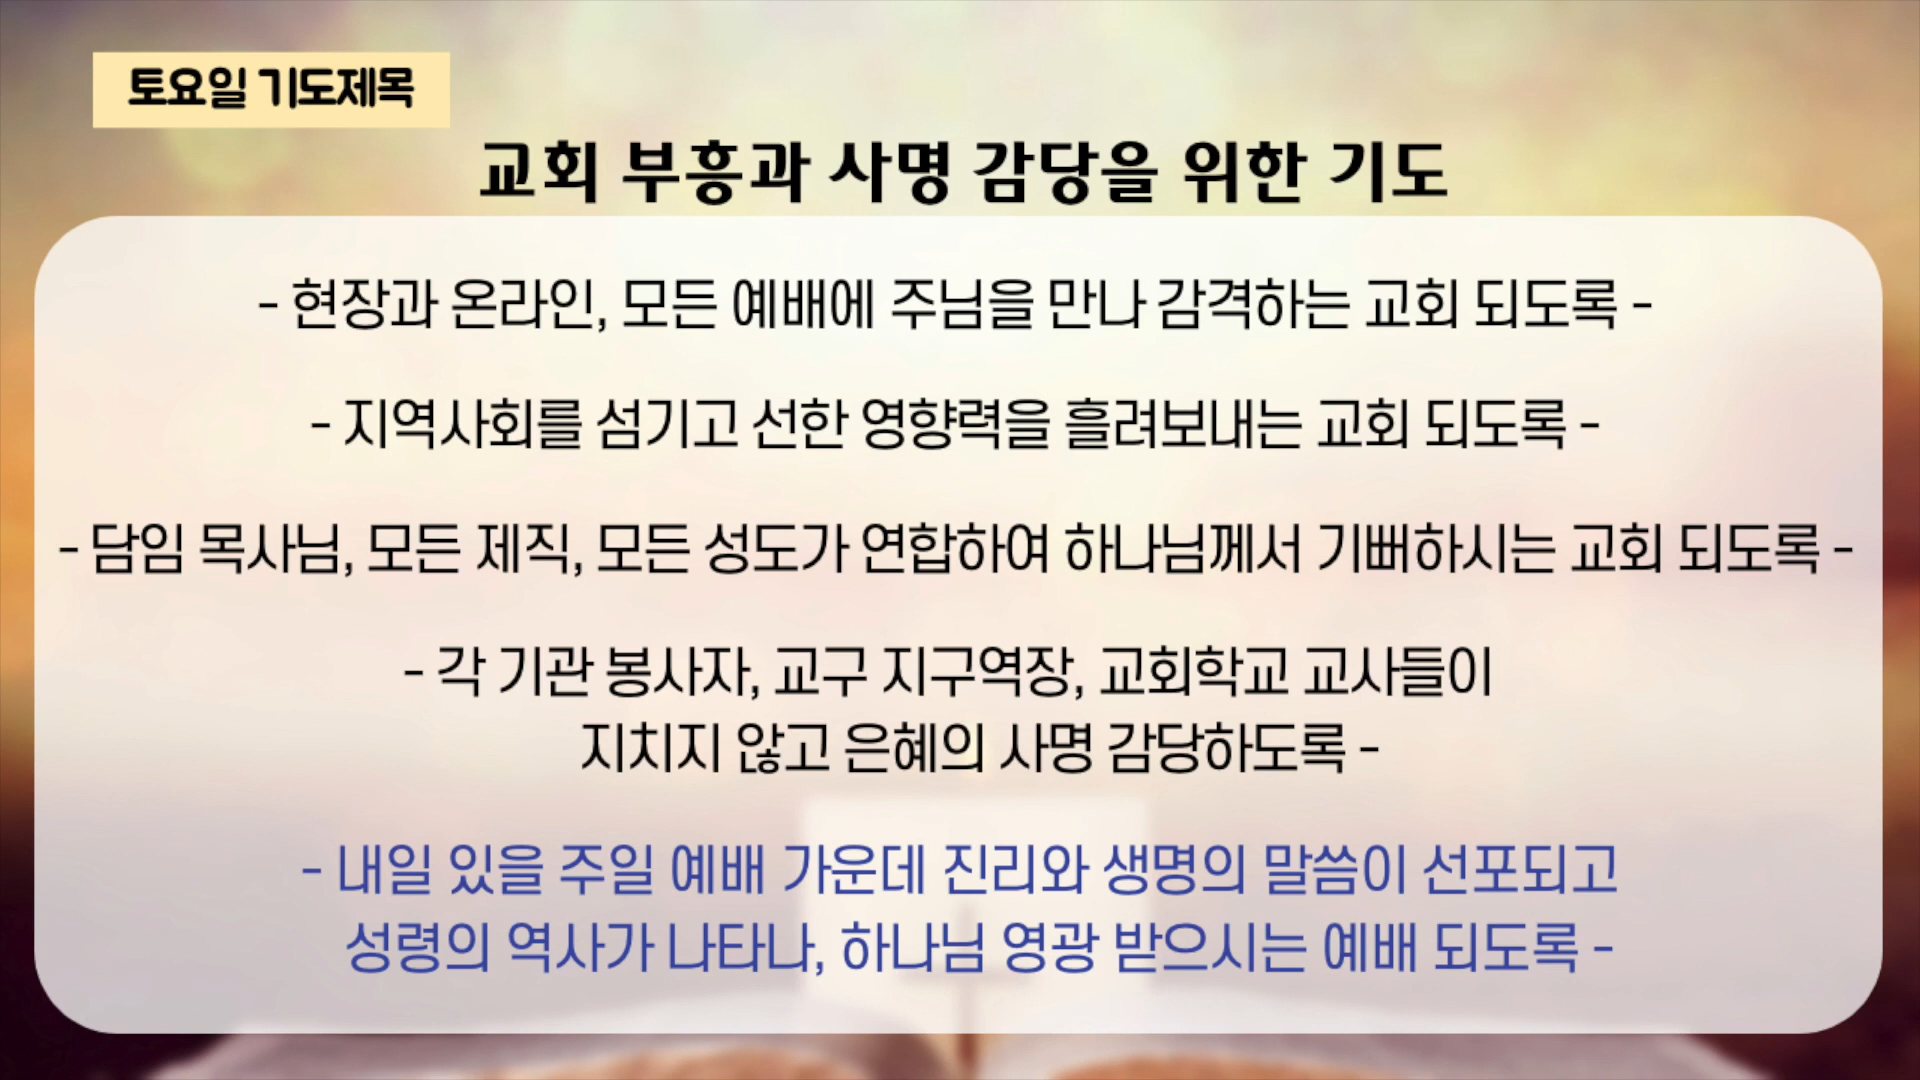 토요일 기도제목
교회 부흥과 사명 감당을 위한 기도
- 현장과 온라인, 모든 예배에 주님을 만나 감격하는 교회 되도록 -
- 지역사회를 섬기고 선한 영향력을 흘려보내는 교회 되도록 -
- 담임 목사님, 모든 제직, 모든 성도가 연합하여 하나님께서 기뻐하시는 교회 되도록 -
- 각 기관 봉사자, 교구 지구역장, 교회학교 교사들이
지치지 않고 은혜의 사명 감당하도록 -
- 내일 있을 주일 예배 가운데 진리와 생명의 말씀이 선포되고
성령의 역사가 나타나, 하나님 영광 받으시는 예배 되도록 -